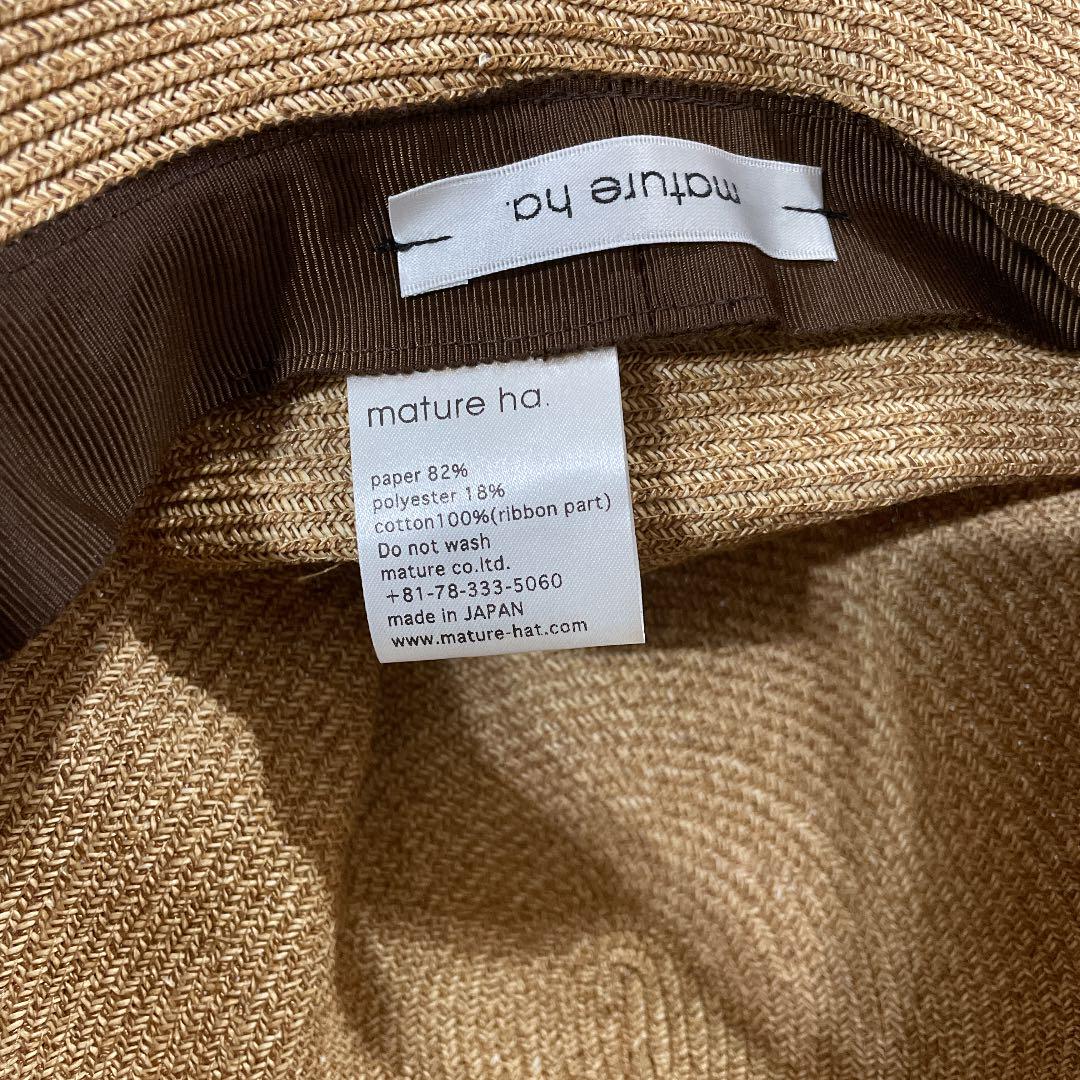 mature ha.
mature ha.
paper 82%
polyester 18%
cotton100%(ribbon part)
Do not wash
mature co.ltd.
+81-78-333-5060
made in JAPAN
www.mature-hat.com